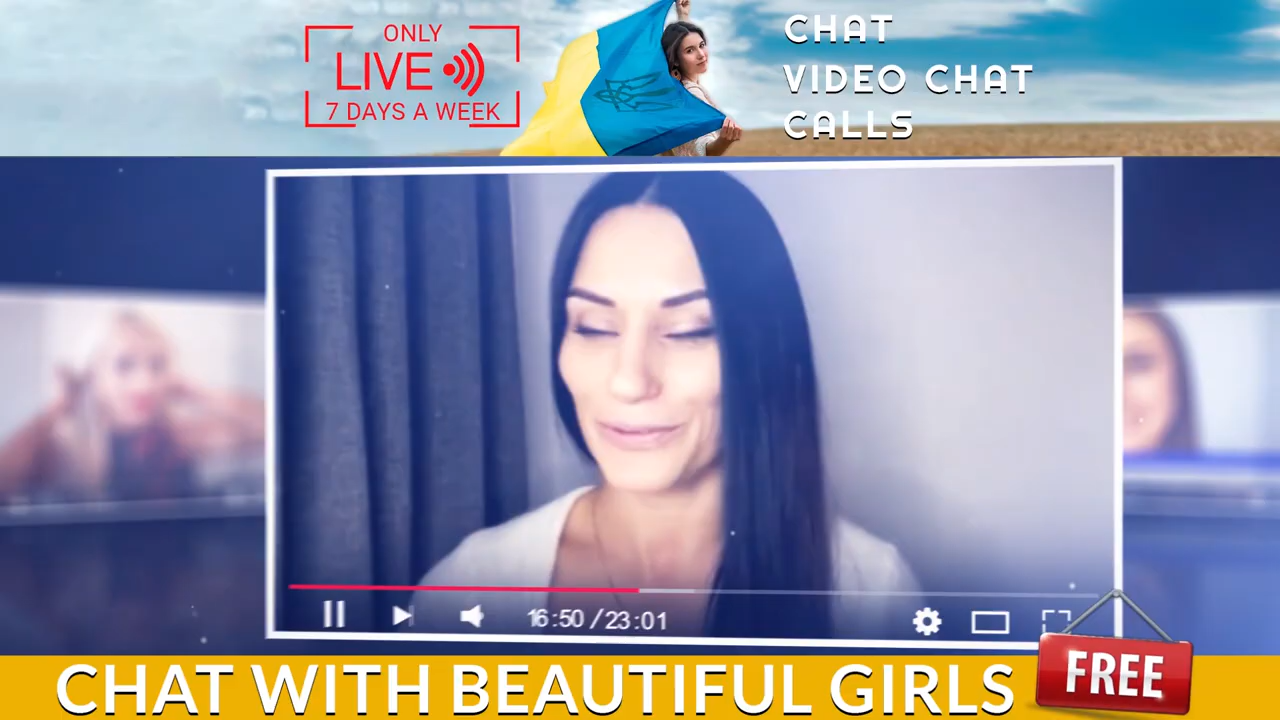 ONLY
LIVE
7 DAYS A WEEK
CHAT
VIDEO CHAT
CALLS
16:50 / 23:01
CHAT WITH BEAUTIFUL GIRLS
FREE